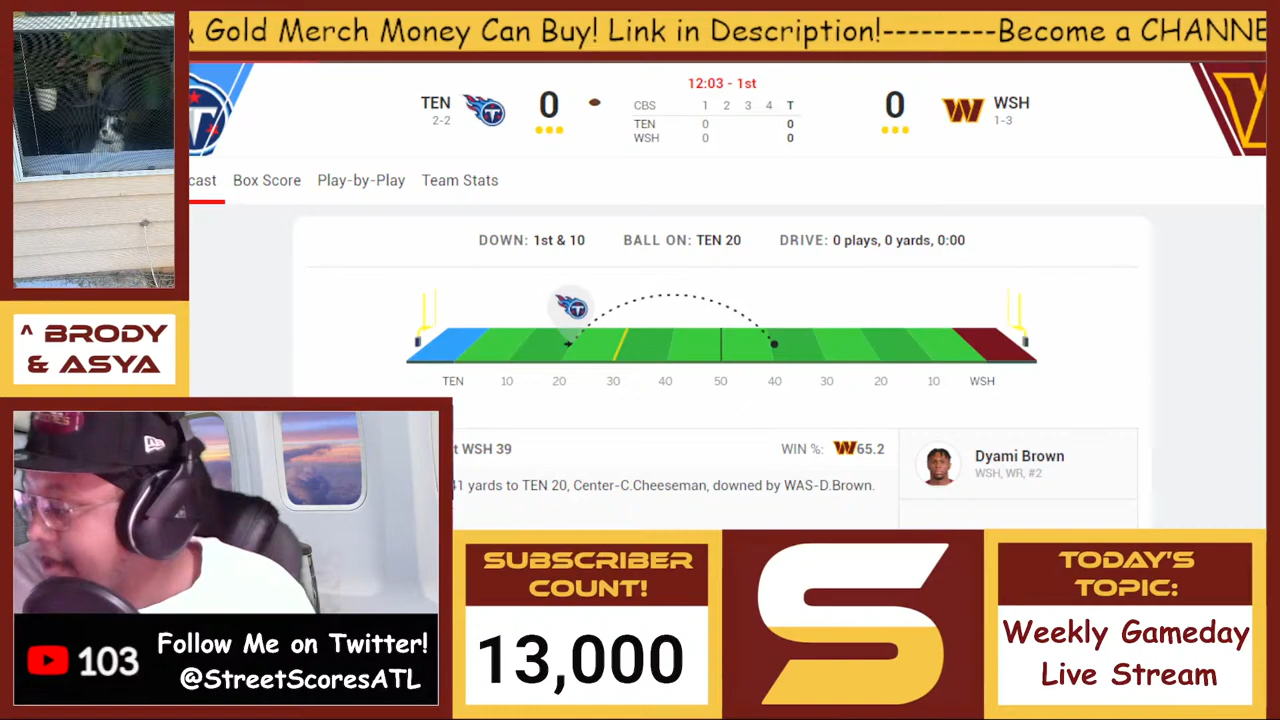 & Gold Merch Money Can Buy! Link in Description!---------Become a CHANNE
TEN
2-2
0
12:03 - 1st
CBS 1 2 3 4 T
TEN 0 0
WSH 0 0
0
WSH
1-3
cast Box Score Play-by-Play Team Stats
DOWN: 1st & 10 BALL ON: TEN 20 DRIVE: 0 plays, 0 yards, 0:00
TEN 10 20 30 40 50 40 30 20 10 WSH
^ BRODY
& ASYA
t WSH 39
WIN %: W 65.2
41 yards to TEN 20, Center-C.Cheeseman, downed by WAS-D.Brown.
Dyami Brown
WSH, WR, #2
103
Follow Me on Twitter!
@StreetScoresATL
SUBSCRIBER
COUNT!
13,000
S
TODAY'S
TOPIC:
Weekly Gameday
Live Stream